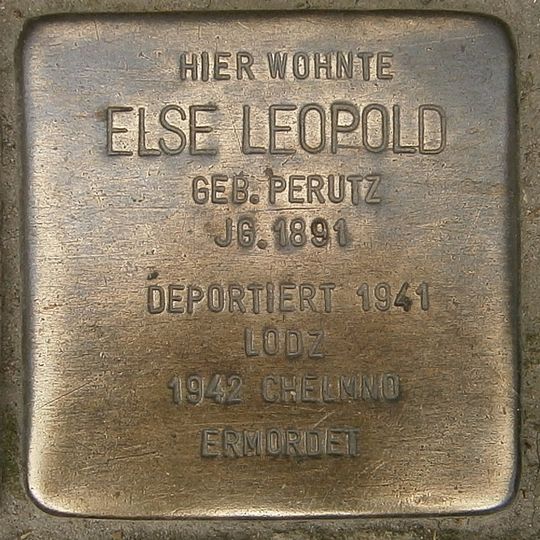 HIER WOHNTE
ELSE LEOPOLD
GEB. PERUTZ
JG. 1891
DEPORTIERT 1941
LODZ
1942 CHELMNO
ERMORDET